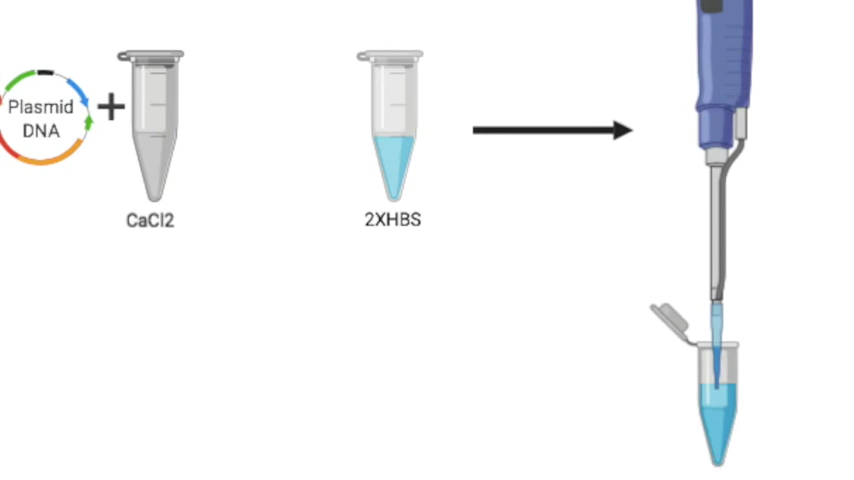 Plasmid
DNA
+
CaCl2
2XHBS